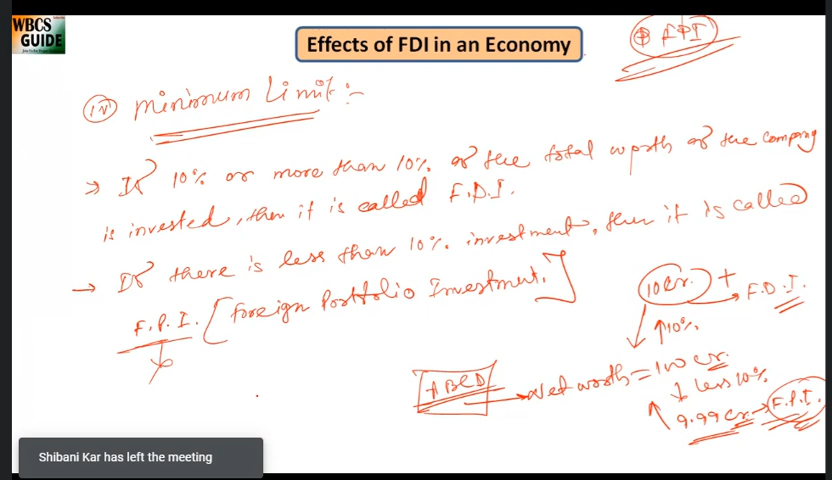 WBCS
GUIDE
Effects of FDI in an Economy
FPI
IV Minimum Limit :-
→ If 10% or more than 10% of the total worth of the company
is invested, then it is called F.D.I.
→ If there is less than 10% investment, then it is called
F.P.I. [Foreign Portfolio Investment.]
10 cr. + → F.D.I.
↑10%
ABCD → Net worth = 100 cr.
↓ less 10%
↑ 9.99 cr → F.P.I.
Shibani Kar has left the meeting